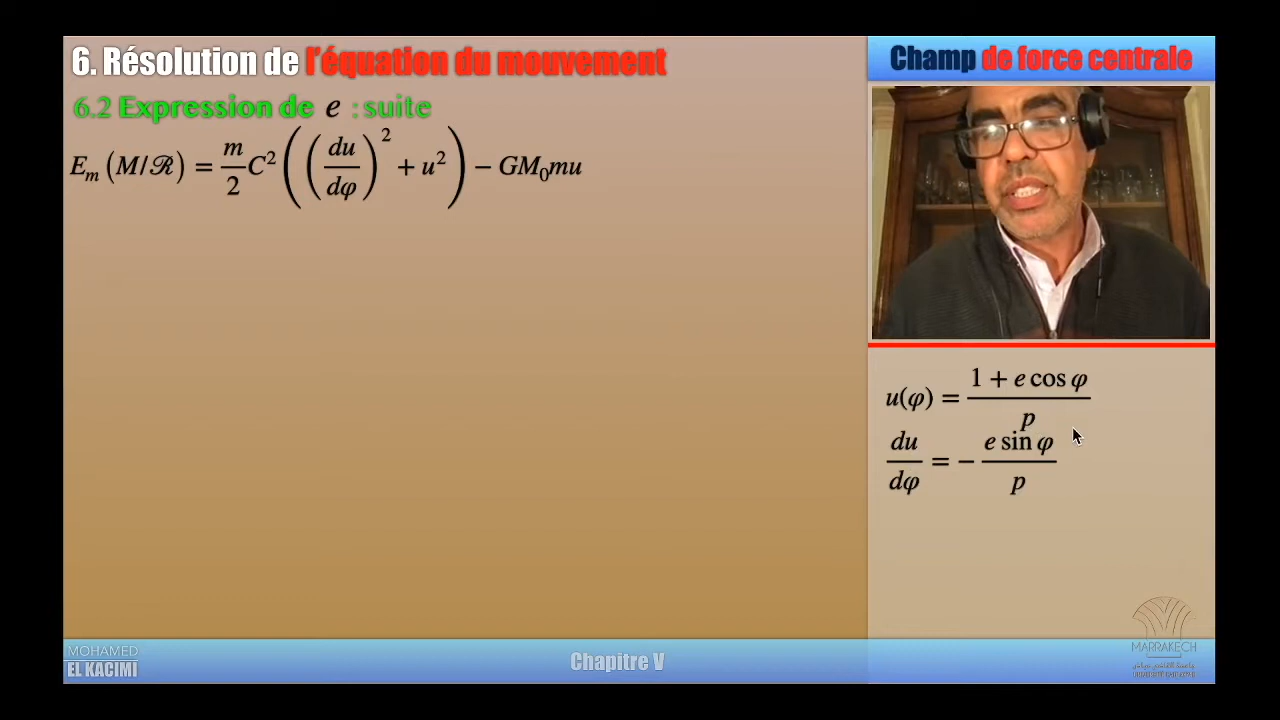 6. Résolution de l'équation du mouvement
6.2 Expression de e : suite
E_m (M/ℛ) = m/2 C² ((du/dφ)² + u²) − GM₀mu
Champ de force centrale
u(φ) = (1 + e cos φ)/p
du/dφ = − (e sin φ)/p
MOHAMED
EL KACIMI
Chapitre V
MARRAKECH